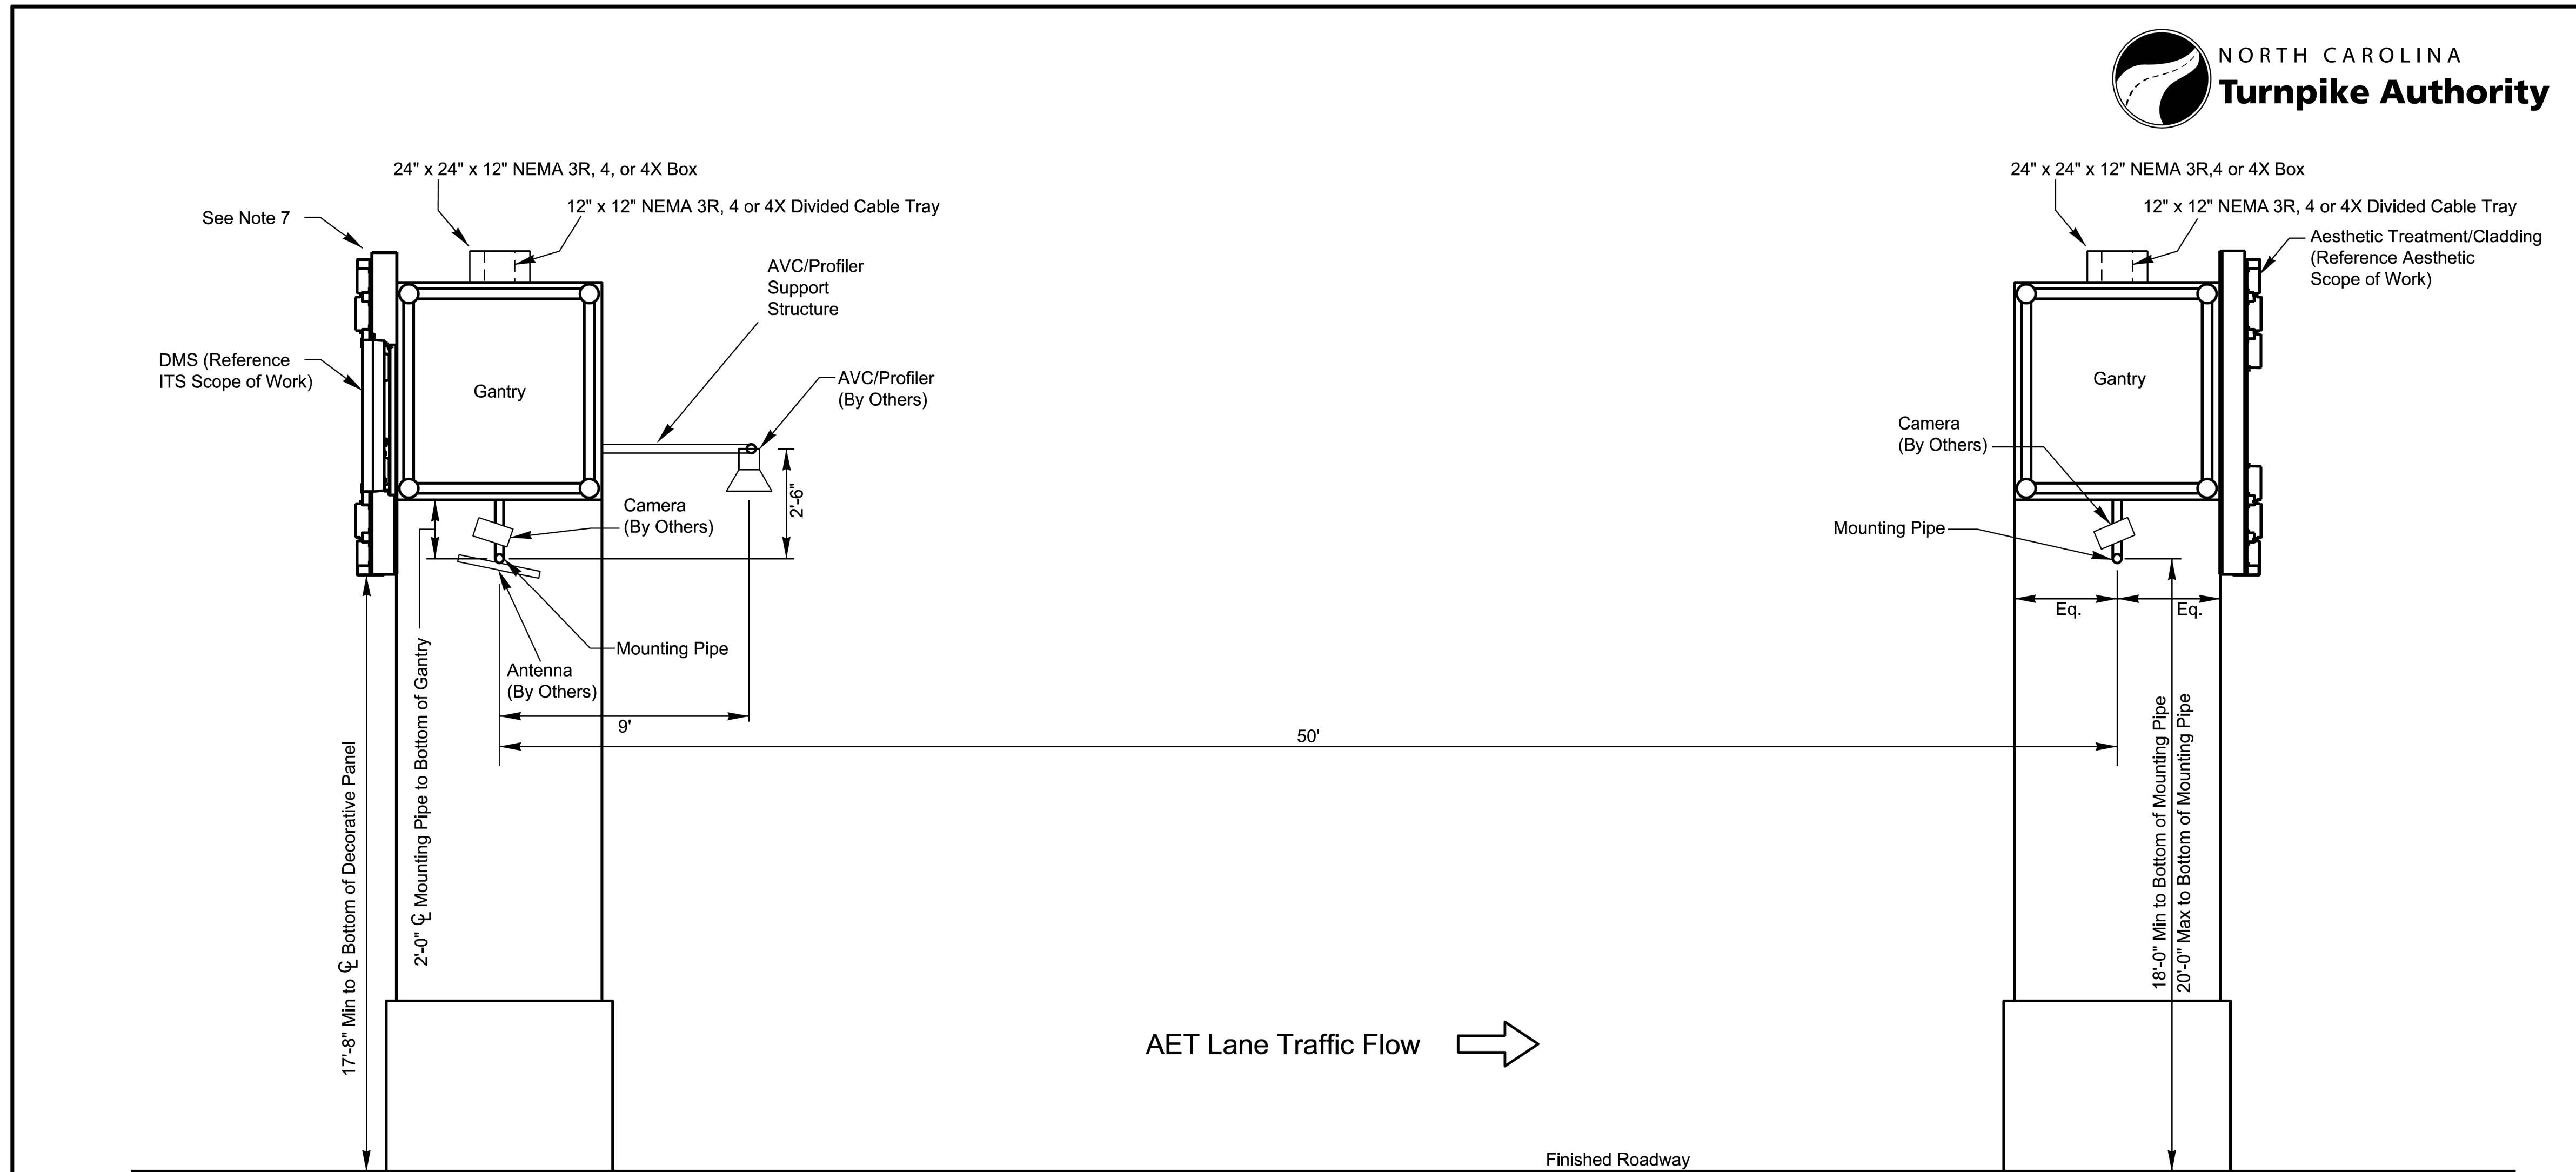 NORTH CAROLINA
Turnpike Authority
24" x 24" x 12" NEMA 3R, 4, or 4X Box
12" x 12" NEMA 3R, 4 or 4X Divided Cable Tray
See Note 7
AVC/Profiler
Support
Structure
DMS (Reference
ITS Scope of Work)
Gantry
AVC/Profiler
(By Others)
2'-6"
Camera
(By Others)
Mounting Pipe
Antenna
(By Others)
9'
50'
2'-0" ℄ Mounting Pipe to Bottom of Gantry
17'-8" Min to ℄ Bottom of Decorative Panel
24" x 24" x 12" NEMA 3R,4 or 4X Box
12" x 12" NEMA 3R, 4 or 4X Divided Cable Tray
Aesthetic Treatment/Cladding
(Reference Aesthetic
Scope of Work)
Gantry
Camera
(By Others)
Mounting Pipe
Eq.
Eq.
18'-0" Min to Bottom of Mounting Pipe
20'-0" Max to Bottom of Mounting Pipe
AET Lane Traffic Flow
Finished Roadway